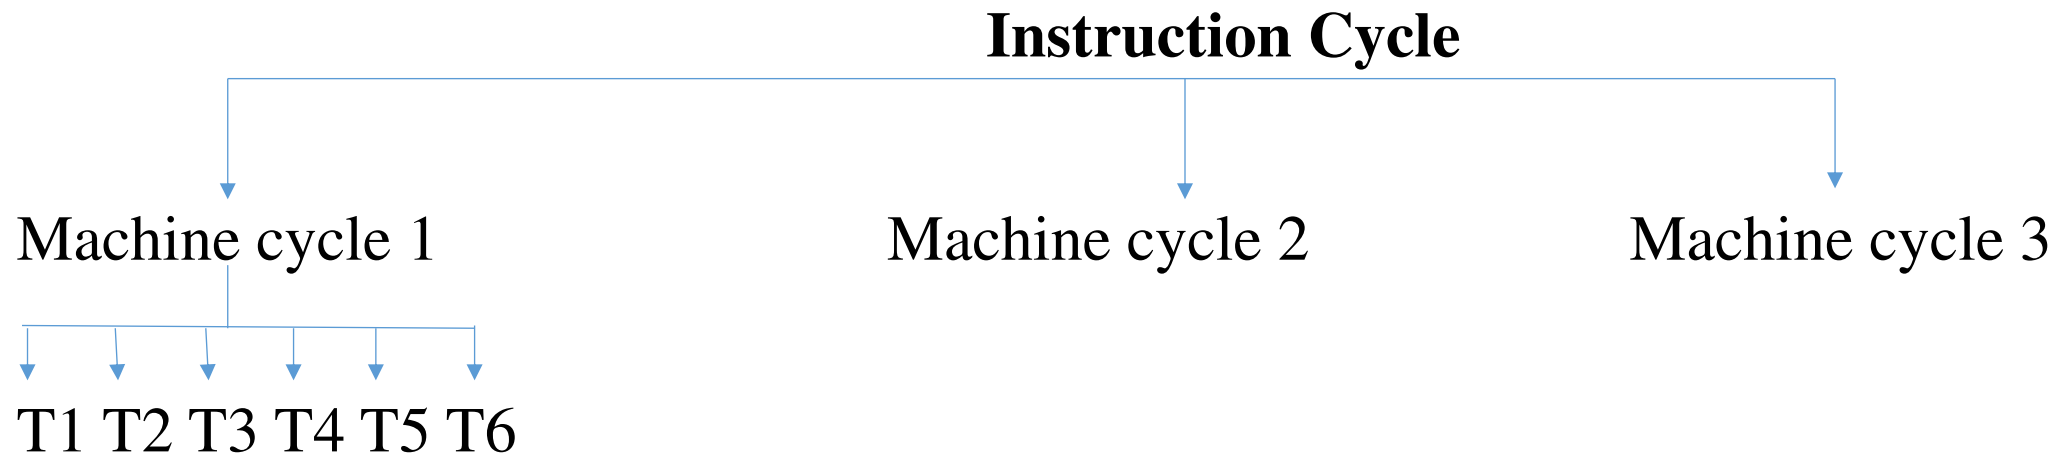 Instruction Cycle
Machine cycle 1 Machine cycle 2 Machine cycle 3
T1 T2 T3 T4 T5 T6